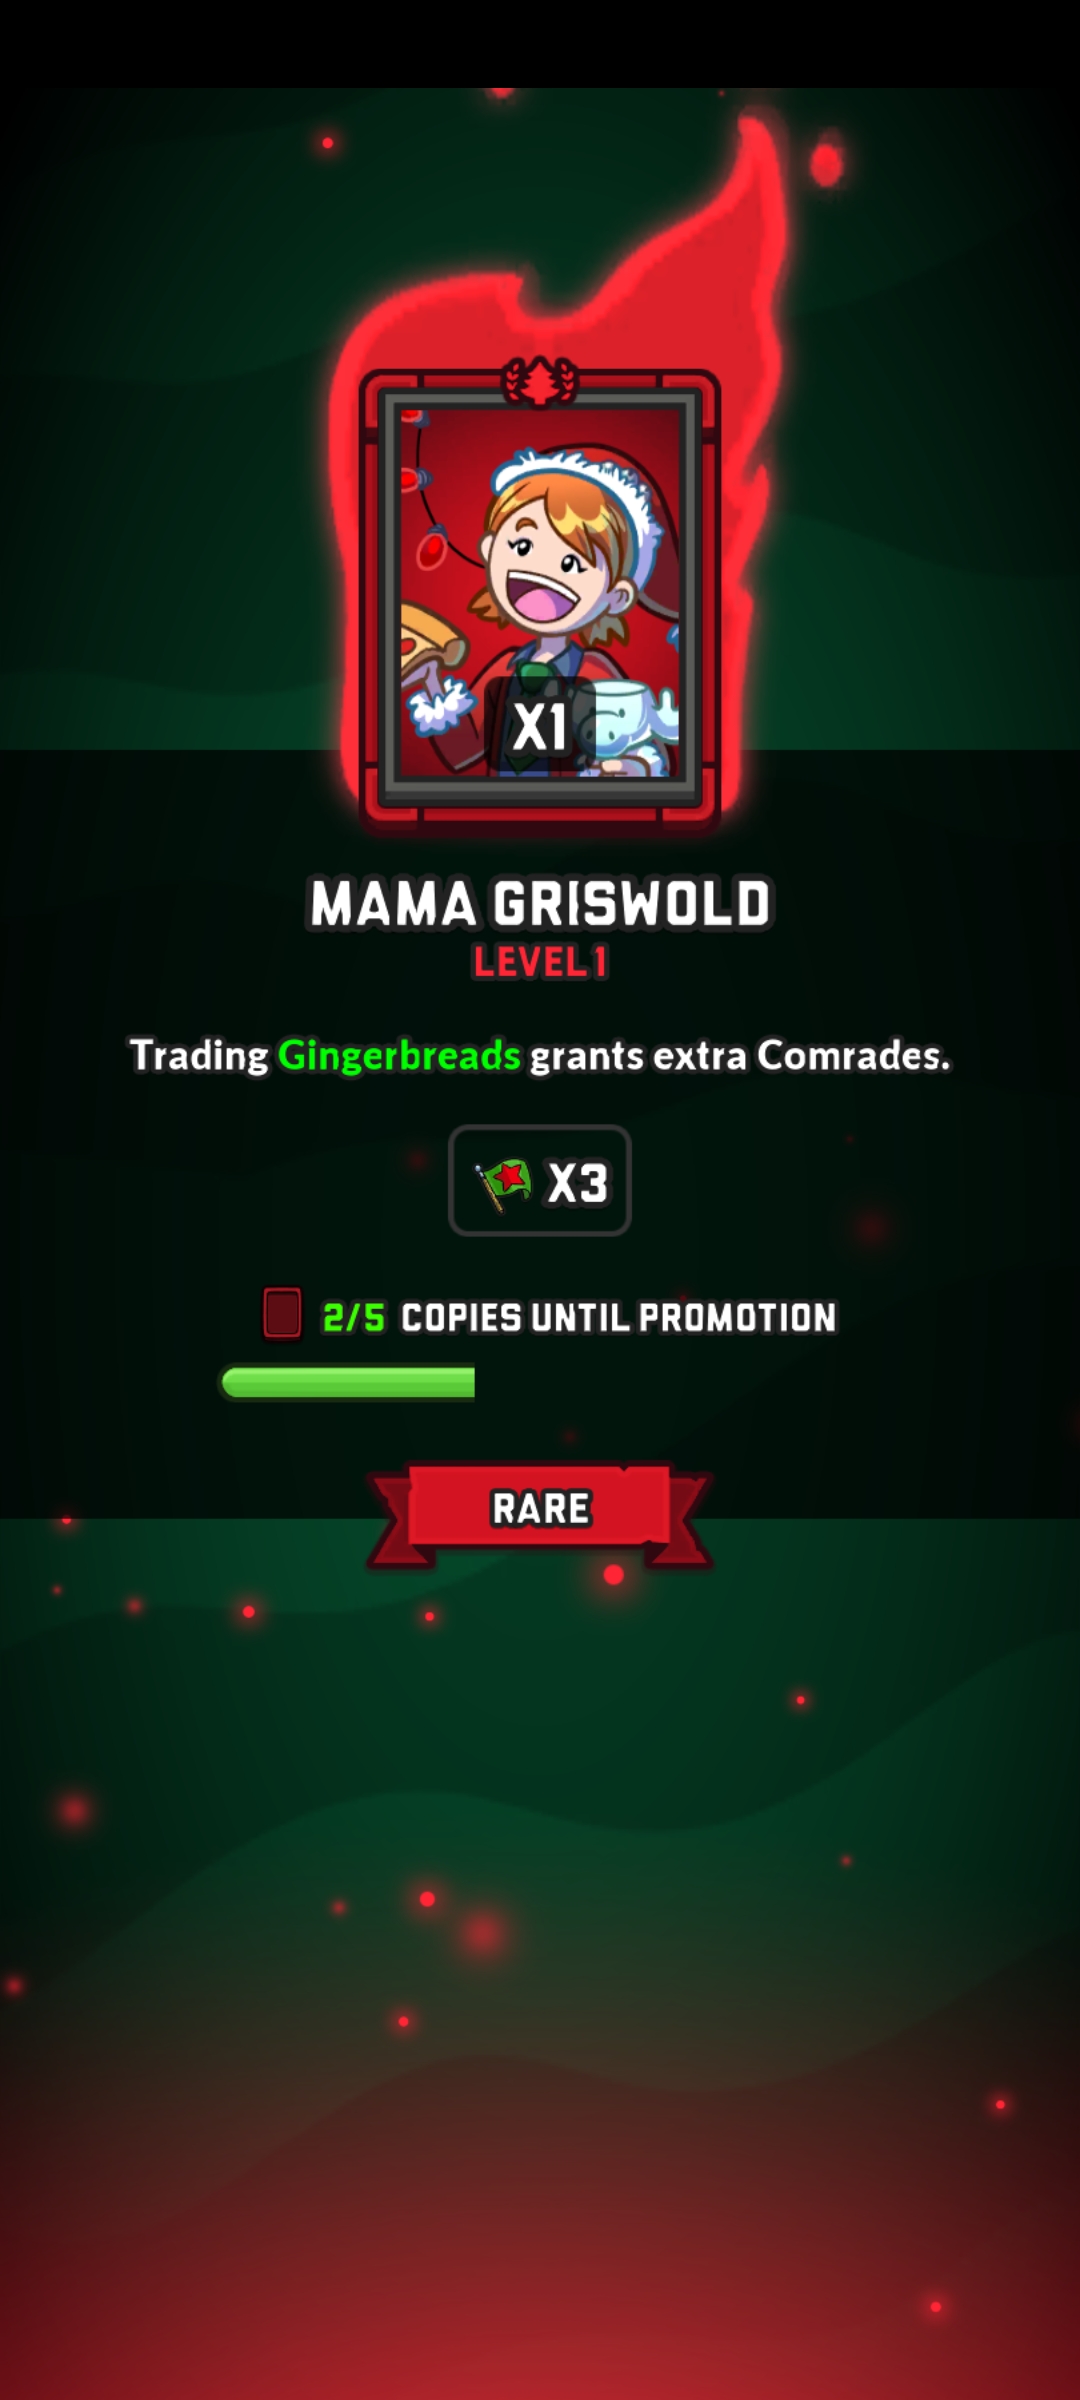 X1
MAMA GRISWOLD
LEVEL 1
Trading Gingerbreads grants extra Comrades.
X3
2/5 COPIES UNTIL PROMOTION
RARE